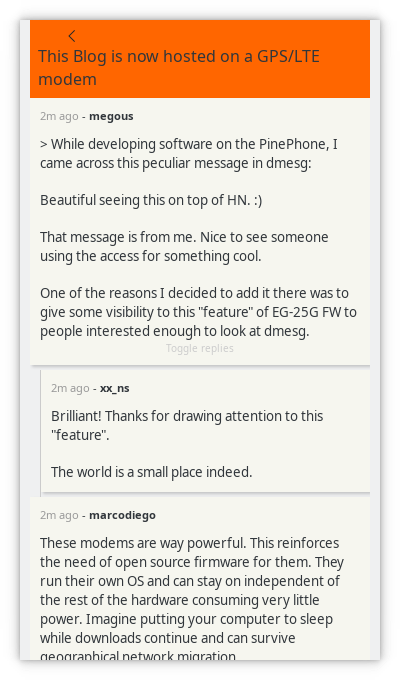 This Blog is now hosted on a GPS/LTE
modem
2m ago - megous
> While developing software on the PinePhone, I
came across this peculiar message in dmesg:
Beautiful seeing this on top of HN. :)
That message is from me. Nice to see someone
using the access for something cool.
One of the reasons I decided to add it there was to
give some visibility to this "feature" of EG-25G FW to
people interested enough to look at dmesg.
Toggle replies
2m ago - xx_ns
Brilliant! Thanks for drawing attention to this
"feature".
The world is a small place indeed.
2m ago - marcodiego
These modems are way powerful. This reinforces
the need of open source firmware for them. They
run their own OS and can stay on independent of
the rest of the hardware consuming very little
power. Imagine putting your computer to sleep
while downloads continue and can survive
geographical network migration